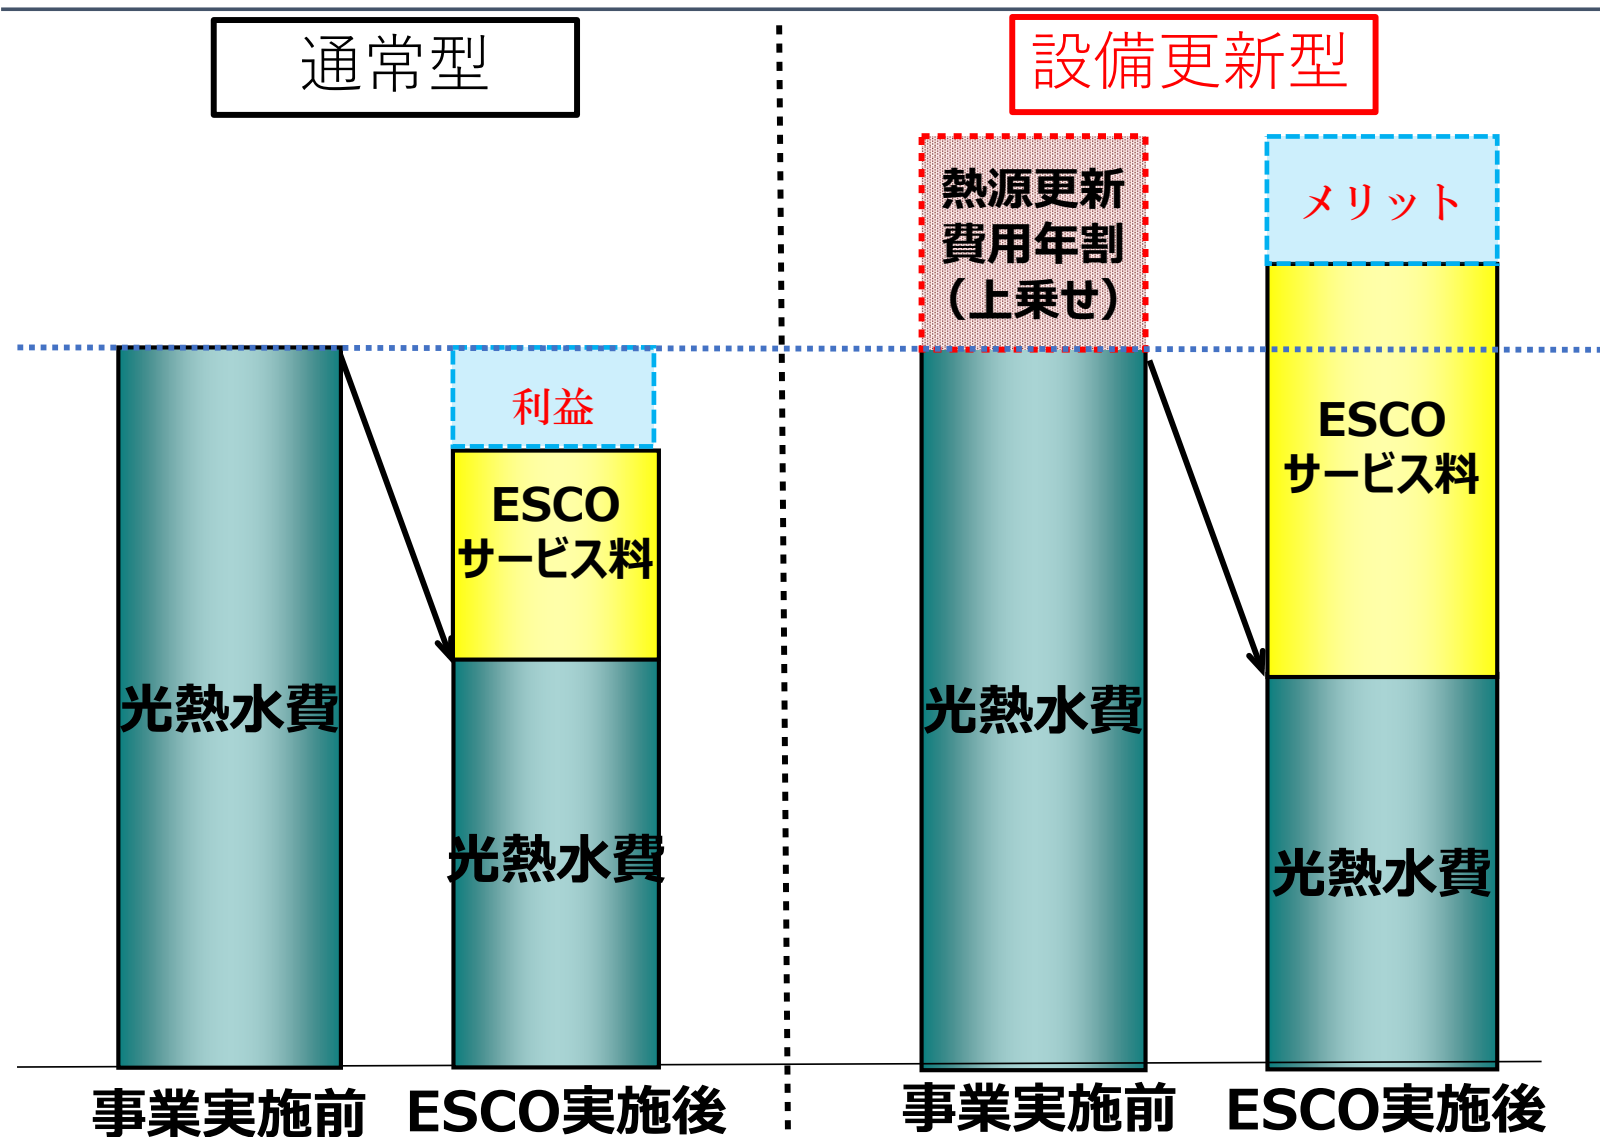 通常型
利益
ESCO
サービス料
光熱水費
光熱水費
事業実施前
ESCO実施後
設備更新型
熱源更新
費用年割
（上乗せ）
メリット
ESCO
サービス料
光熱水費
光熱水費
事業実施前
ESCO実施後